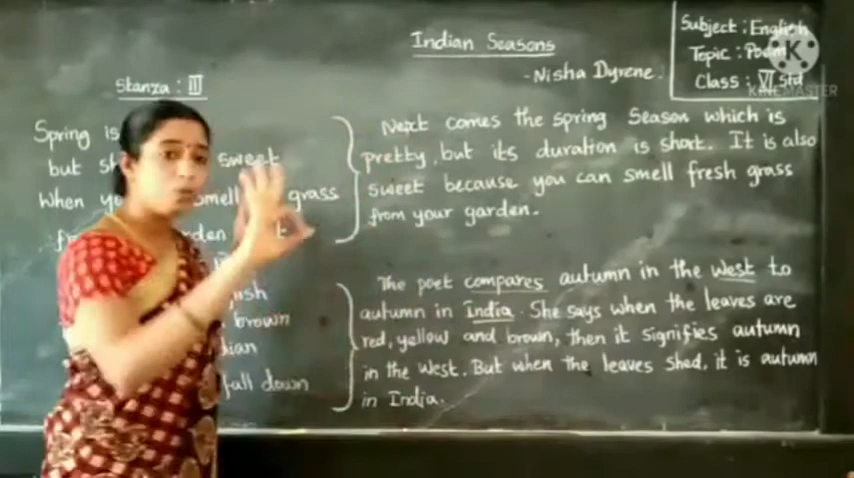 Indian Seasons
- Nisha Dyrene.
Subject : English
Topic : Poem
Class : VI Std
KINEMASTER
Stanza : III
Spring is
but sh sweet
When yo smell grass
fr den
ish
brown
dian
fall down
Next comes the spring Season which is
pretty, but its duration is short. It is also
sweet because you can smell fresh grass
from your garden.
The poet compares autumn in the west to
autumn in India. She says when the leaves are
red, yellow and brown, then it signifies autumn
in the West. But when the leaves shed, it is autumn
in India.